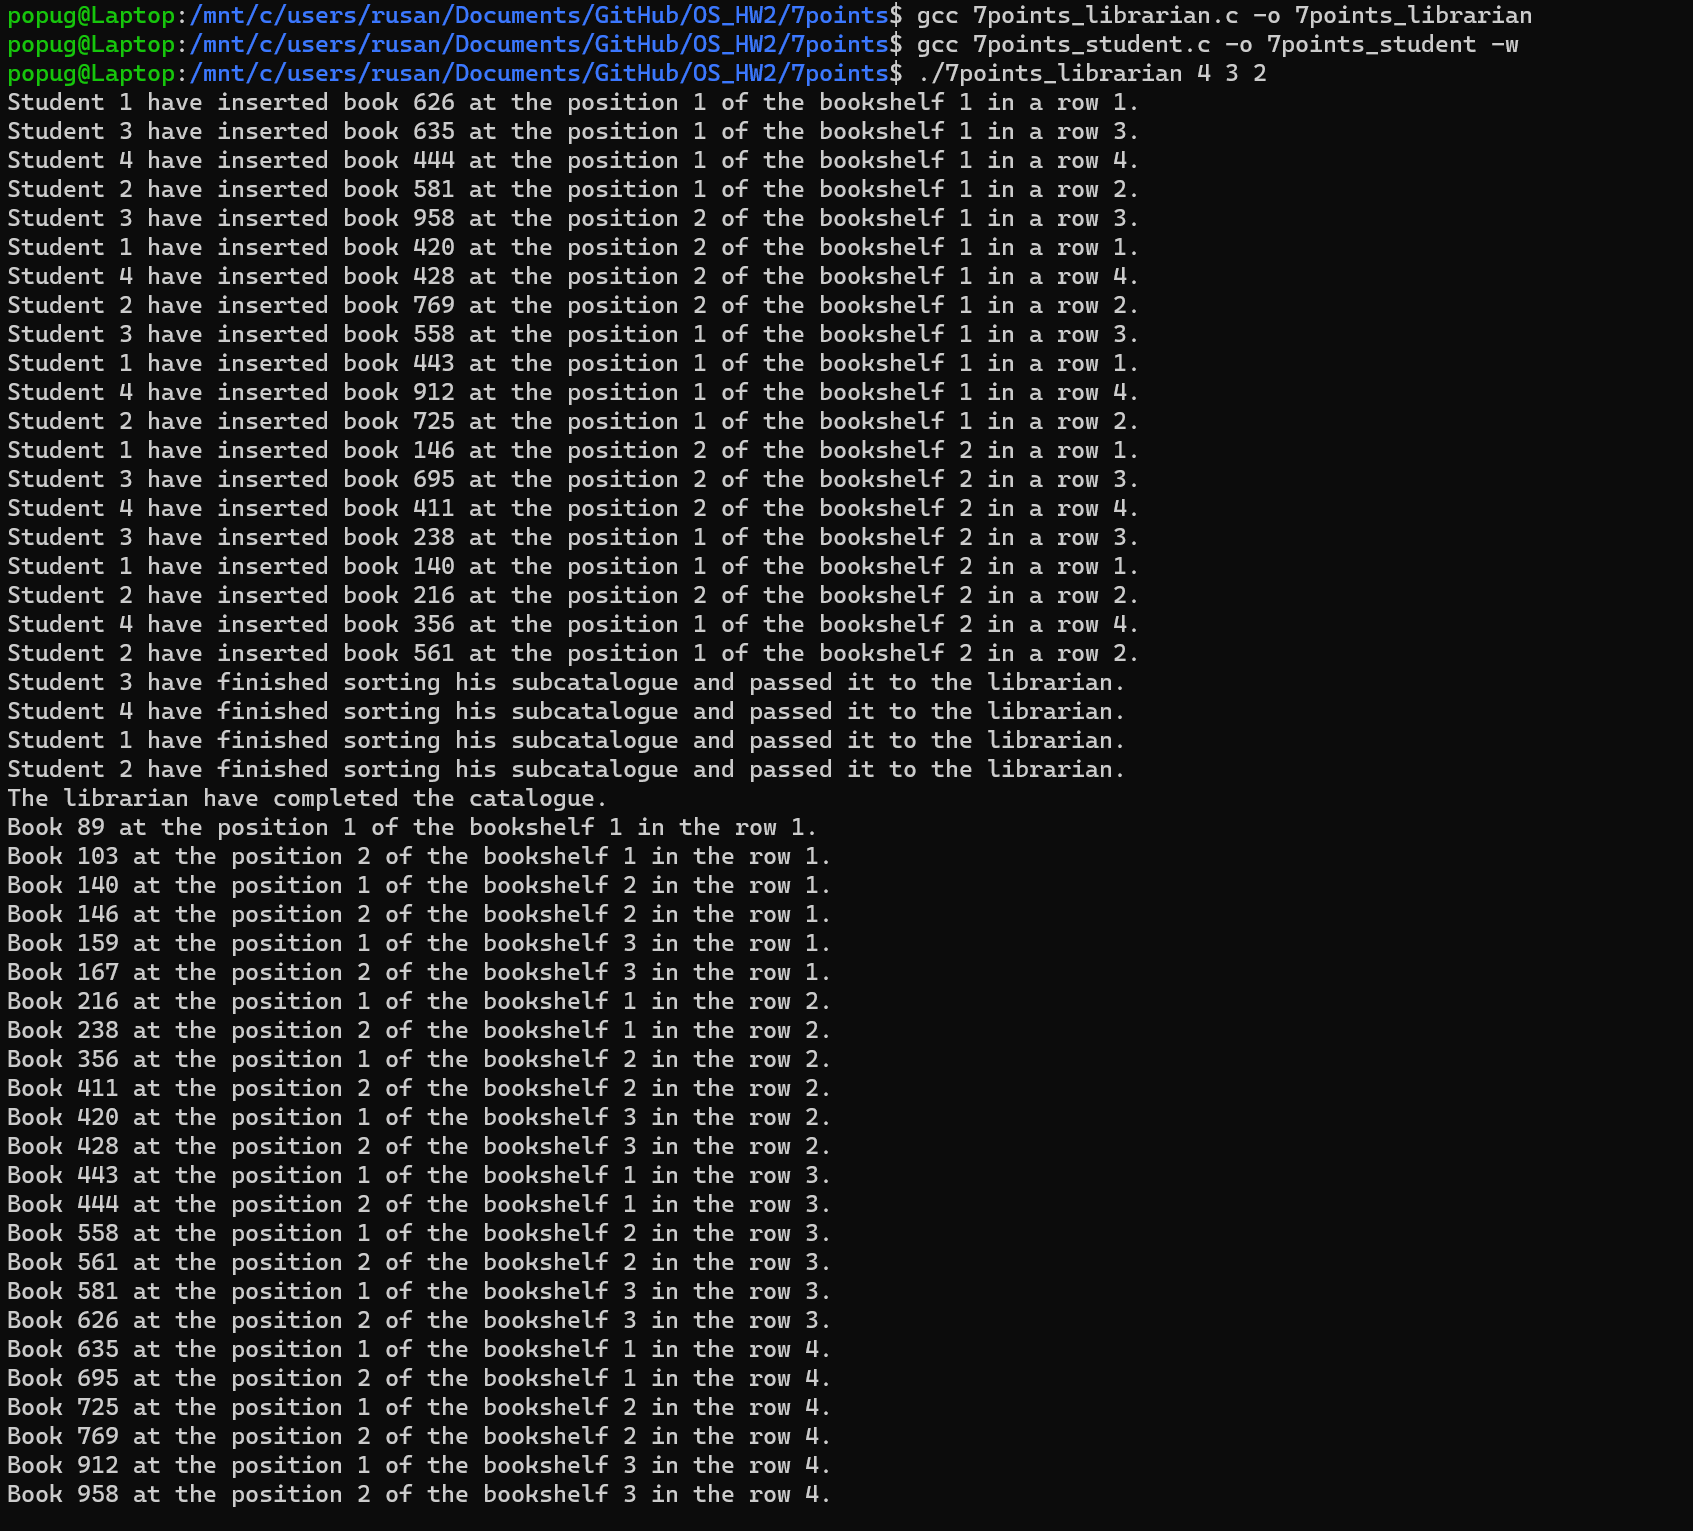 popug@Laptop:/mnt/c/users/rusan/Documents/GitHub/OS_HW2/7points$ gcc 7points_librarian.c -o 7points_librarian
popug@Laptop:/mnt/c/users/rusan/Documents/GitHub/OS_HW2/7points$ gcc 7points_student.c -o 7points_student -w
popug@Laptop:/mnt/c/users/rusan/Documents/GitHub/OS_HW2/7points$ ./7points_librarian 4 3 2
Student 1 have inserted book 626 at the position 1 of the bookshelf 1 in a row 1.
Student 3 have inserted book 635 at the position 1 of the bookshelf 1 in a row 3.
Student 4 have inserted book 444 at the position 1 of the bookshelf 1 in a row 4.
Student 2 have inserted book 581 at the position 1 of the bookshelf 1 in a row 2.
Student 3 have inserted book 958 at the position 2 of the bookshelf 1 in a row 3.
Student 1 have inserted book 420 at the position 2 of the bookshelf 1 in a row 1.
Student 4 have inserted book 428 at the position 2 of the bookshelf 1 in a row 4.
Student 2 have inserted book 769 at the position 2 of the bookshelf 1 in a row 2.
Student 3 have inserted book 558 at the position 1 of the bookshelf 1 in a row 3.
Student 1 have inserted book 443 at the position 1 of the bookshelf 1 in a row 1.
Student 4 have inserted book 912 at the position 1 of the bookshelf 1 in a row 4.
Student 2 have inserted book 725 at the position 1 of the bookshelf 1 in a row 2.
Student 1 have inserted book 146 at the position 2 of the bookshelf 2 in a row 1.
Student 3 have inserted book 695 at the position 2 of the bookshelf 2 in a row 3.
Student 4 have inserted book 411 at the position 2 of the bookshelf 2 in a row 4.
Student 3 have inserted book 238 at the position 1 of the bookshelf 2 in a row 3.
Student 1 have inserted book 140 at the position 1 of the bookshelf 2 in a row 1.
Student 2 have inserted book 216 at the position 2 of the bookshelf 2 in a row 2.
Student 4 have inserted book 356 at the position 1 of the bookshelf 2 in a row 4.
Student 2 have inserted book 561 at the position 1 of the bookshelf 2 in a row 2.
Student 3 have finished sorting his subcatalogue and passed it to the librarian.
Student 4 have finished sorting his subcatalogue and passed it to the librarian.
Student 1 have finished sorting his subcatalogue and passed it to the librarian.
Student 2 have finished sorting his subcatalogue and passed it to the librarian.
The librarian have completed the catalogue.
Book 89 at the position 1 of the bookshelf 1 in the row 1.
Book 103 at the position 2 of the bookshelf 1 in the row 1.
Book 140 at the position 1 of the bookshelf 2 in the row 1.
Book 146 at the position 2 of the bookshelf 2 in the row 1.
Book 159 at the position 1 of the bookshelf 3 in the row 1.
Book 167 at the position 2 of the bookshelf 3 in the row 1.
Book 216 at the position 1 of the bookshelf 1 in the row 2.
Book 238 at the position 2 of the bookshelf 1 in the row 2.
Book 356 at the position 1 of the bookshelf 2 in the row 2.
Book 411 at the position 2 of the bookshelf 2 in the row 2.
Book 420 at the position 1 of the bookshelf 3 in the row 2.
Book 428 at the position 2 of the bookshelf 3 in the row 2.
Book 443 at the position 1 of the bookshelf 1 in the row 3.
Book 444 at the position 2 of the bookshelf 1 in the row 3.
Book 558 at the position 1 of the bookshelf 2 in the row 3.
Book 561 at the position 2 of the bookshelf 2 in the row 3.
Book 581 at the position 1 of the bookshelf 3 in the row 3.
Book 626 at the position 2 of the bookshelf 3 in the row 3.
Book 635 at the position 1 of the bookshelf 1 in the row 4.
Book 695 at the position 2 of the bookshelf 1 in the row 4.
Book 725 at the position 1 of the bookshelf 2 in the row 4.
Book 769 at the position 2 of the bookshelf 2 in the row 4.
Book 912 at the position 1 of the bookshelf 3 in the row 4.
Book 958 at the position 2 of the bookshelf 3 in the row 4.